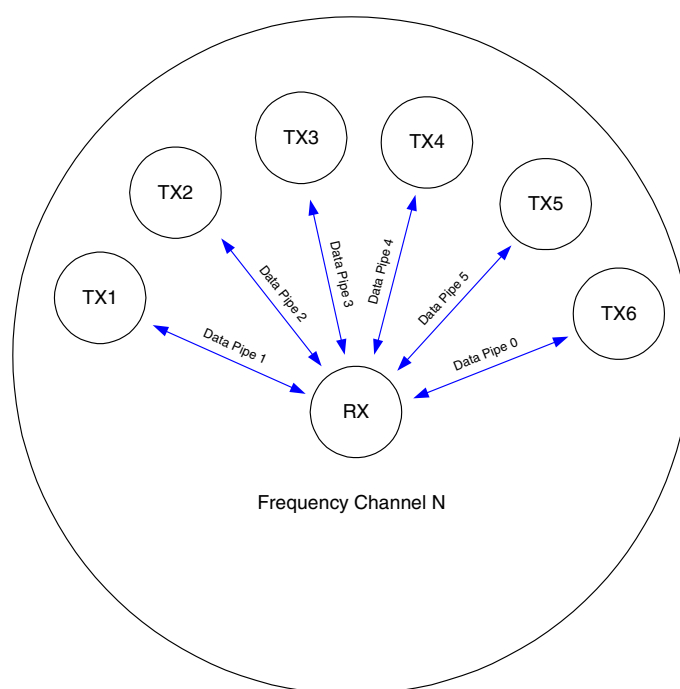 TX3
TX4
TX2
TX5
TX1
TX6
Data Pipe 1
Data Pipe 2
Data Pipe 3
Data Pipe 4
Data Pipe 5
Data Pipe 0
RX
Frequency Channel N